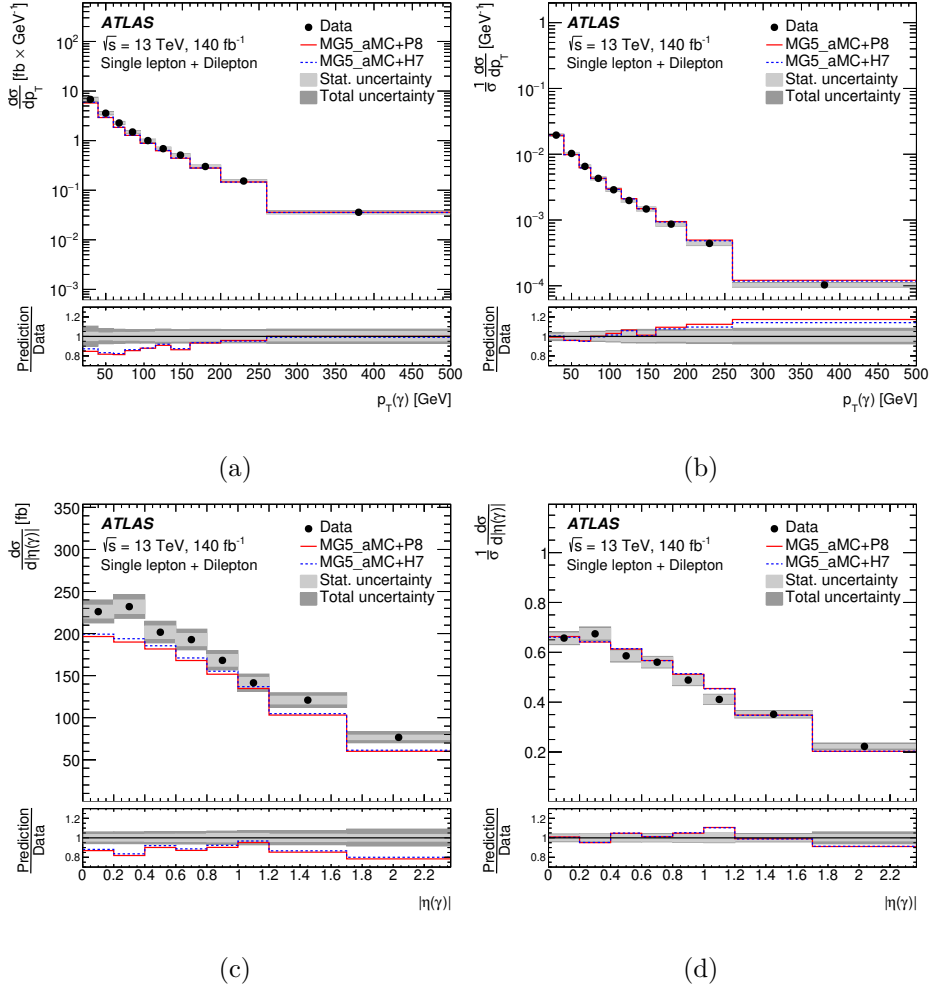 ATLAS
√s = 13 TeV, 140 fb⁻¹
Single lepton + Dilepton
Data
MG5_aMC+P8
MG5_aMC+H7
Stat. uncertainty
Total uncertainty
dσ/dp_T [fb × GeV⁻¹]
10²
10
1
10⁻¹
10⁻²
10⁻³
Prediction/Data
1.2
1
0.8
50 100 150 200 250 300 350 400 450 500
p_T(γ) [GeV]
(a)
ATLAS
√s = 13 TeV, 140 fb⁻¹
Single lepton + Dilepton
Data
MG5_aMC+P8
MG5_aMC+H7
Stat. uncertainty
Total uncertainty
1/σ dσ/dp_T [GeV⁻¹]
1
10⁻¹
10⁻²
10⁻³
10⁻⁴
Prediction/Data
1.2
1
0.8
50 100 150 200 250 300 350 400 450 500
p_T(γ) [GeV]
(b)
ATLAS
√s = 13 TeV, 140 fb⁻¹
Single lepton + Dilepton
Data
MG5_aMC+P8
MG5_aMC+H7
Stat. uncertainty
Total uncertainty
dσ/d|η(γ)| [fb]
350
300
250
200
150
100
50
Prediction/Data
1.2
1
0.8
0 0.2 0.4 0.6 0.8 1 1.2 1.4 1.6 1.8 2 2.2
|η(γ)|
(c)
ATLAS
√s = 13 TeV, 140 fb⁻¹
Single lepton + Dilepton
Data
MG5_aMC+P8
MG5_aMC+H7
Stat. uncertainty
Total uncertainty
1/σ dσ/d|η(γ)|
1
0.8
0.6
0.4
0.2
Prediction/Data
1.2
1
0.8
0 0.2 0.4 0.6 0.8 1 1.2 1.4 1.6 1.8 2 2.2
|η(γ)|
(d)